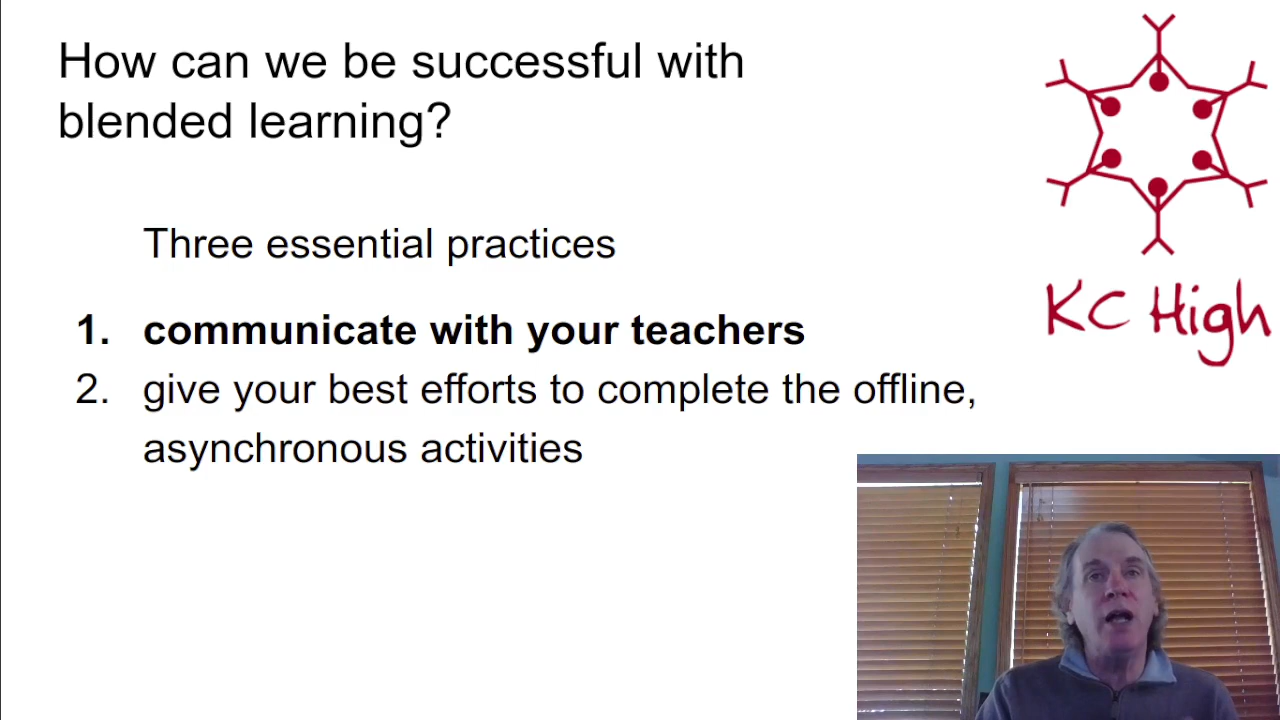 How can we be successful with
blended learning?
Three essential practices
1. communicate with your teachers
2. give your best efforts to complete the offline,
asynchronous activities
KC High